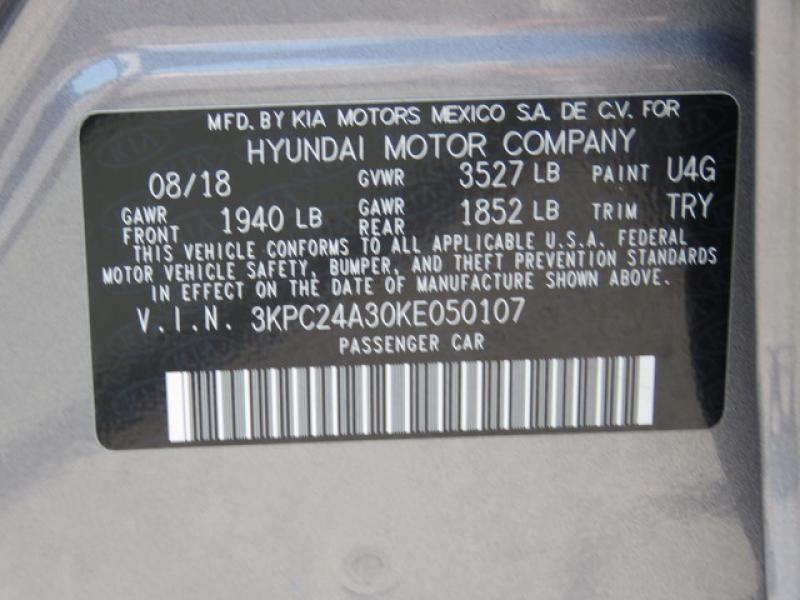 MFD. BY KIA MOTORS MEXICO S.A. DE C.V. FOR
HYUNDAI MOTOR COMPANY
08/18 GVWR 3527 LB PAINT U4G
GAWR FRONT 1940 LB GAWR REAR 1852 LB TRIM TRY
THIS VEHICLE CONFORMS TO ALL APPLICABLE U.S.A. FEDERAL
MOTOR VEHICLE SAFETY, BUMPER, AND THEFT PREVENTION STANDARDS
IN EFFECT ON THE DATE OF MANUFACTURE SHOWN ABOVE.
V.I.N. 3KPC24A30KE050107
PASSENGER CAR